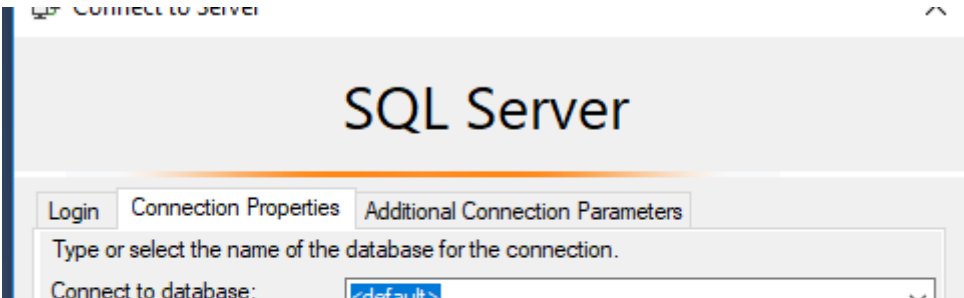 Connect to Server
SQL Server
Login Connection Properties Additional Connection Parameters
Type or select the name of the database for the connection.
Connect to database: <default>